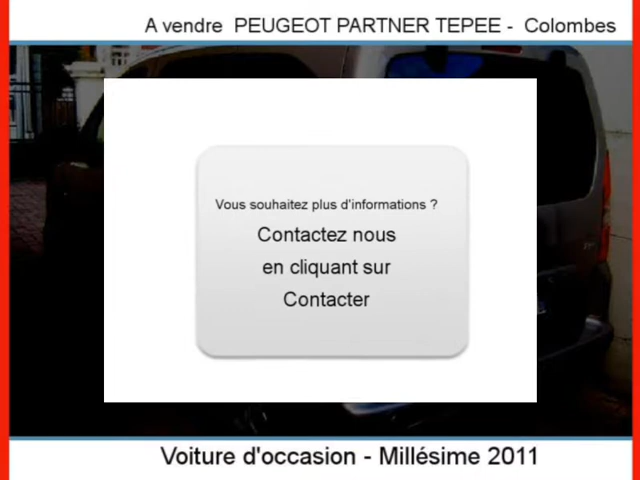 A vendre PEUGEOT PARTNER TEPEE - Colombes
Vous souhaitez plus d'informations ?
Contactez nous
en cliquant sur
Contacter
Voiture d'occasion - Millésime 2011